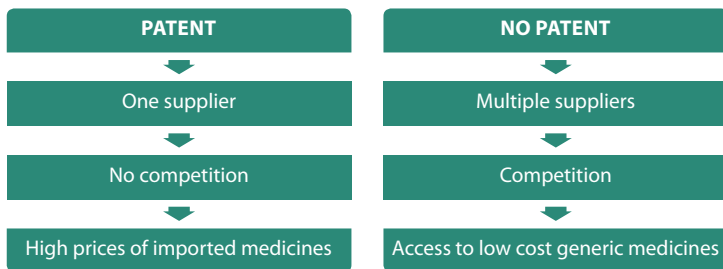 PATENT
One supplier
No competition
High prices of imported medicines
NO PATENT
Multiple suppliers
Competition
Access to low cost generic medicines